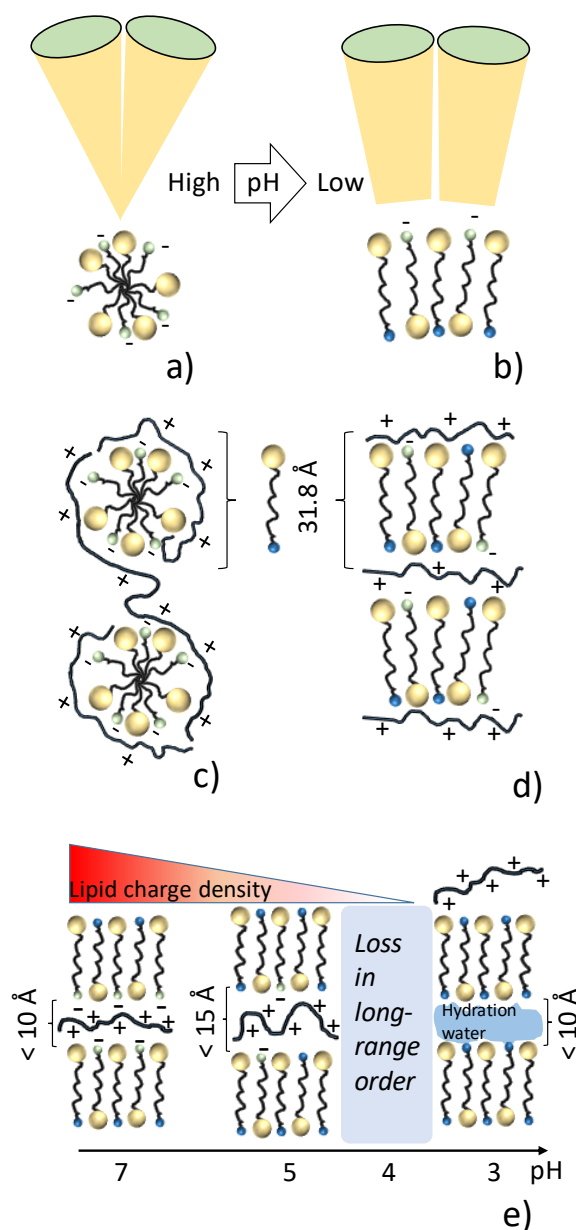 High pH Low
a)
b)
31.8 Å
c)
d)
Lipid charge density
< 10 Å
< 15 Å
Loss
in
long-
range
order
Hydration
water
< 10 Å
7 5 4 3 pH
e)